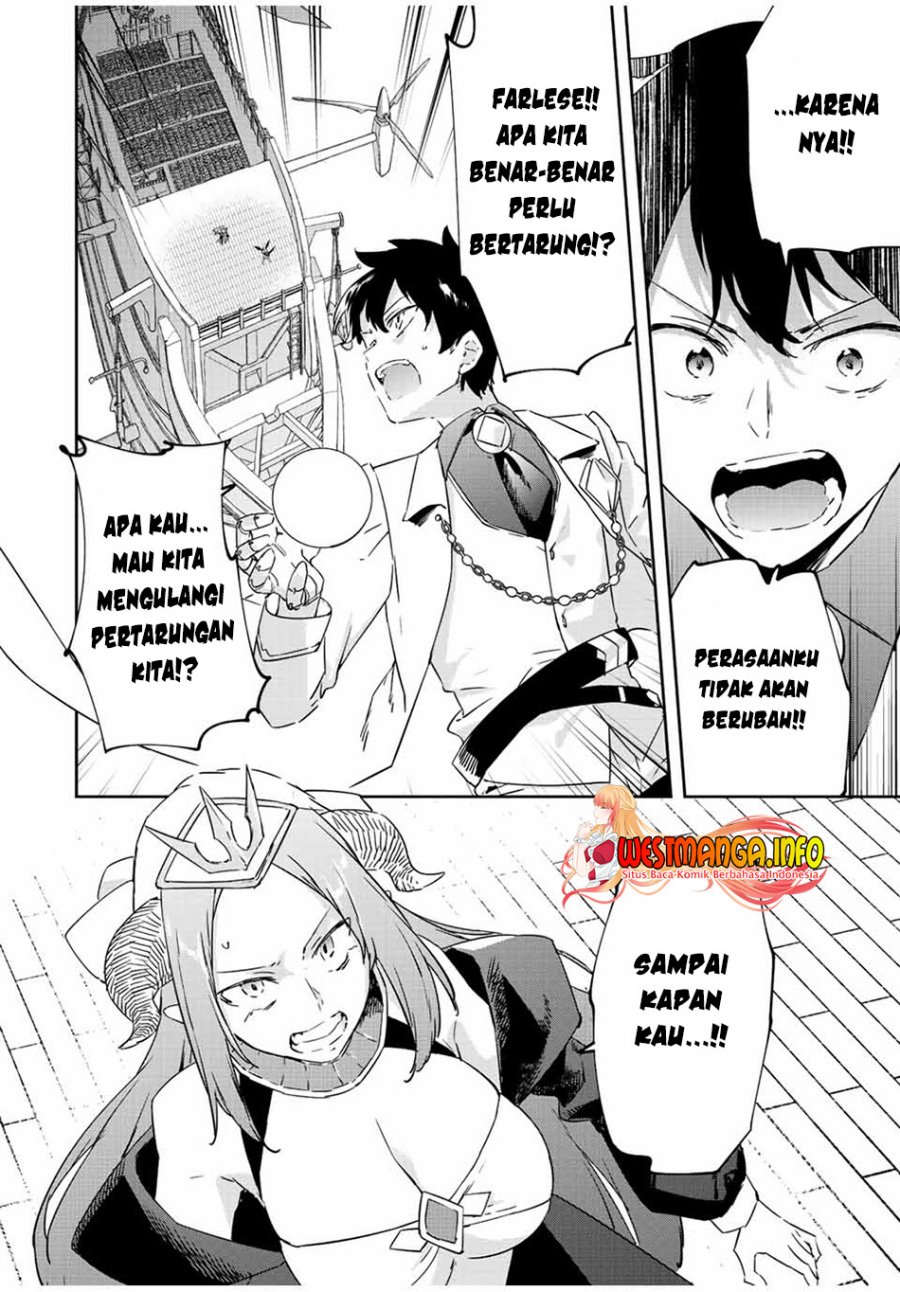 ...KARENA
NYA!!
PERASAANKU
TIDAK AKAN
BERUBAH!!
FARLESE!!
APA KITA
BENAR-BENAR
PERLU
BERTARUNG!?
APA KAU...
MAU KITA
MENGULANGI
PERTARUNGAN
KITA!?
WESTMANGA.INFO
Situs Baca Komik Berbahasa Indonesia
SAMPAI
KAPAN
KAU...!!